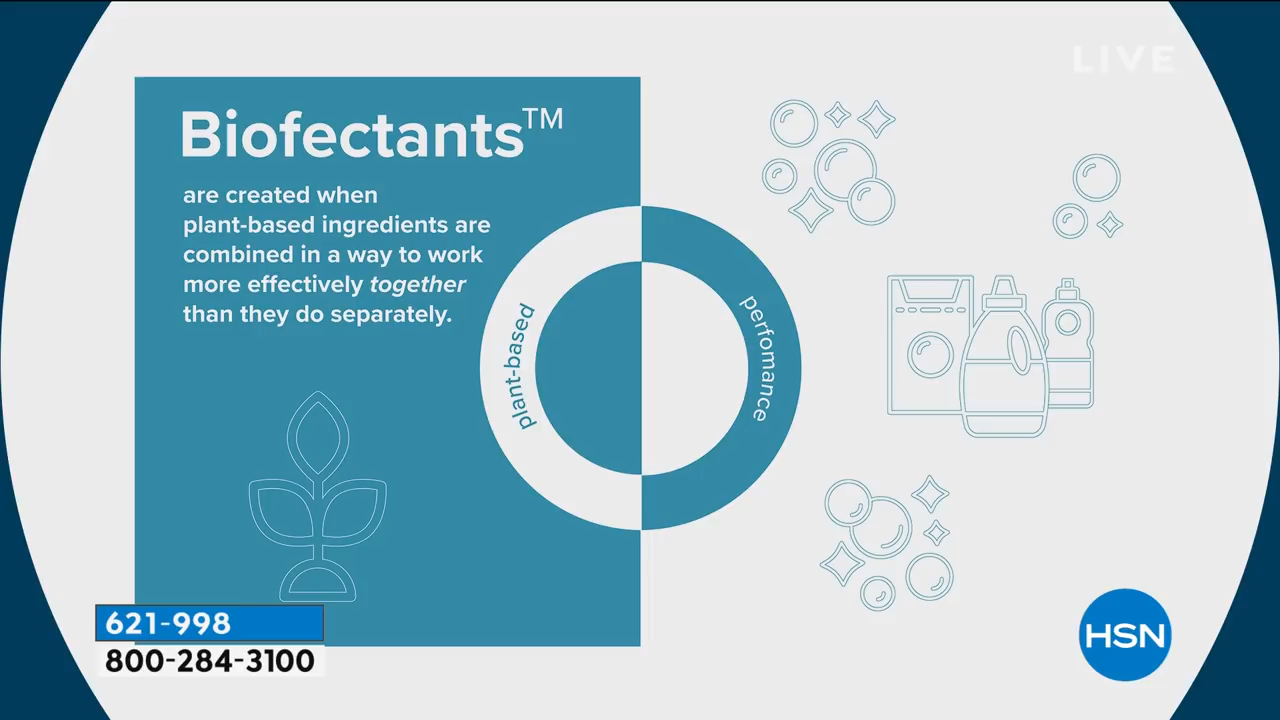 LIVE
Biofectants™
are created when
plant-based ingredients are
combined in a way to work
more effectively together
than they do separately.
plant-based
perfomance
621-998
800-284-3100
HSN